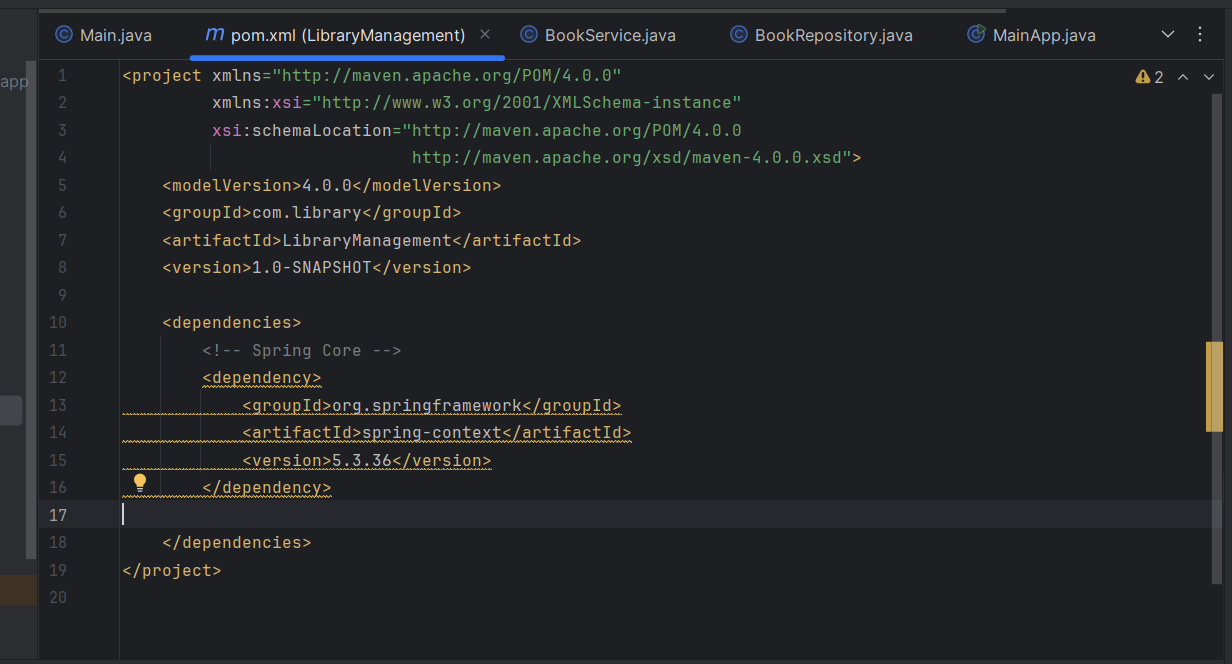 Main.java
m pom.xml (LibraryManagement)
BookService.java
BookRepository.java
MainApp.java
app
2
1 <project xmlns="http://maven.apache.org/POM/4.0.0"
2 xmlns:xsi="http://www.w3.org/2001/XMLSchema-instance"
3 xsi:schemaLocation="http://maven.apache.org/POM/4.0.0
4 http://maven.apache.org/xsd/maven-4.0.0.xsd">
5 <modelVersion>4.0.0</modelVersion>
6 <groupId>com.library</groupId>
7 <artifactId>LibraryManagement</artifactId>
8 <version>1.0-SNAPSHOT</version>
9
10 <dependencies>
11 <!-- Spring Core -->
12 <dependency>
13 <groupId>org.springframework</groupId>
14 <artifactId>spring-context</artifactId>
15 <version>5.3.36</version>
16 </dependency>
17
18 </dependencies>
19 </project>
20